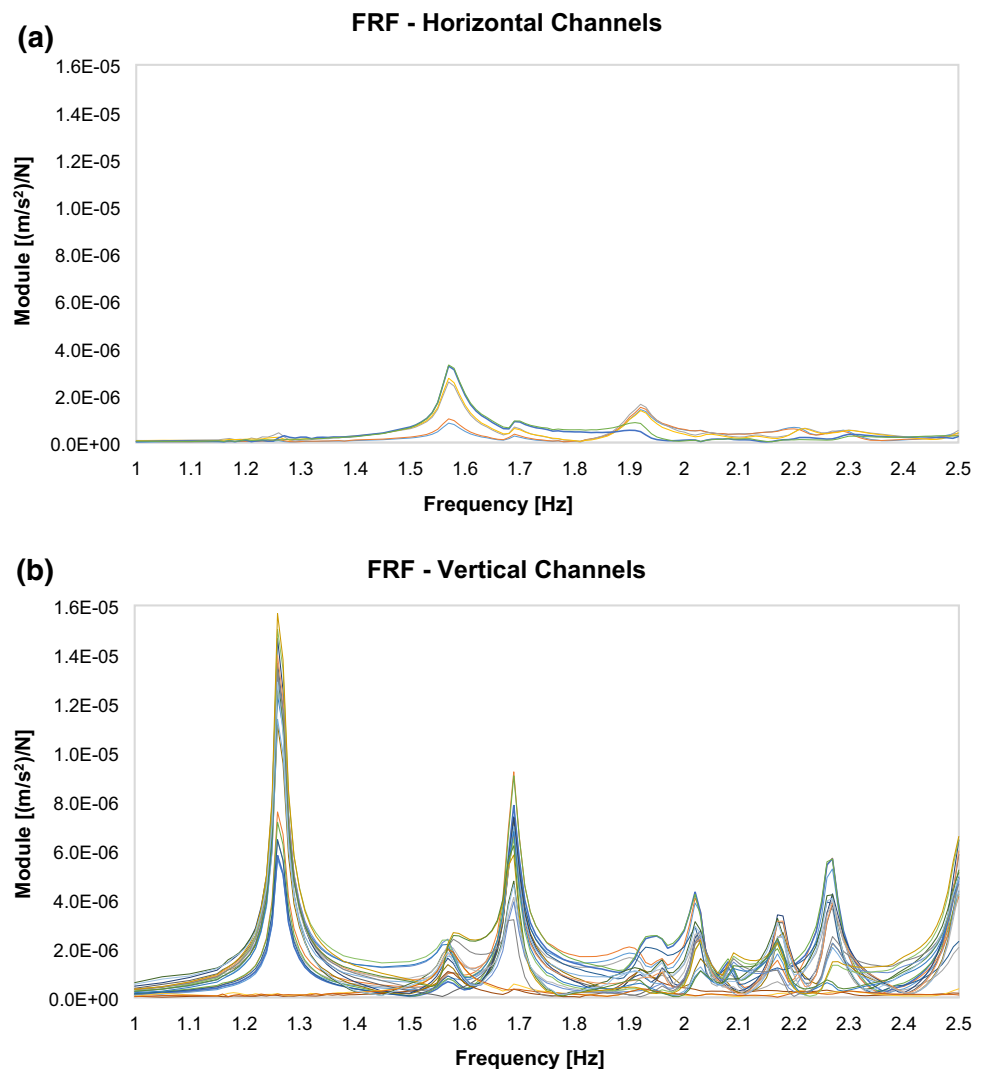 (a)
FRF - Horizontal Channels
Module [(m/s²)/N]
1.6E-05
1.4E-05
1.2E-05
1.0E-05
8.0E-06
6.0E-06
4.0E-06
2.0E-06
0.0E+00
1 1.1 1.2 1.3 1.4 1.5 1.6 1.7 1.8 1.9 2 2.1 2.2 2.3 2.4 2.5
Frequency [Hz]
(b)
FRF - Vertical Channels
Module [(m/s²)/N]
1.6E-05
1.4E-05
1.2E-05
1.0E-05
8.0E-06
6.0E-06
4.0E-06
2.0E-06
0.0E+00
1 1.1 1.2 1.3 1.4 1.5 1.6 1.7 1.8 1.9 2 2.1 2.2 2.3 2.4 2.5
Frequency [Hz]